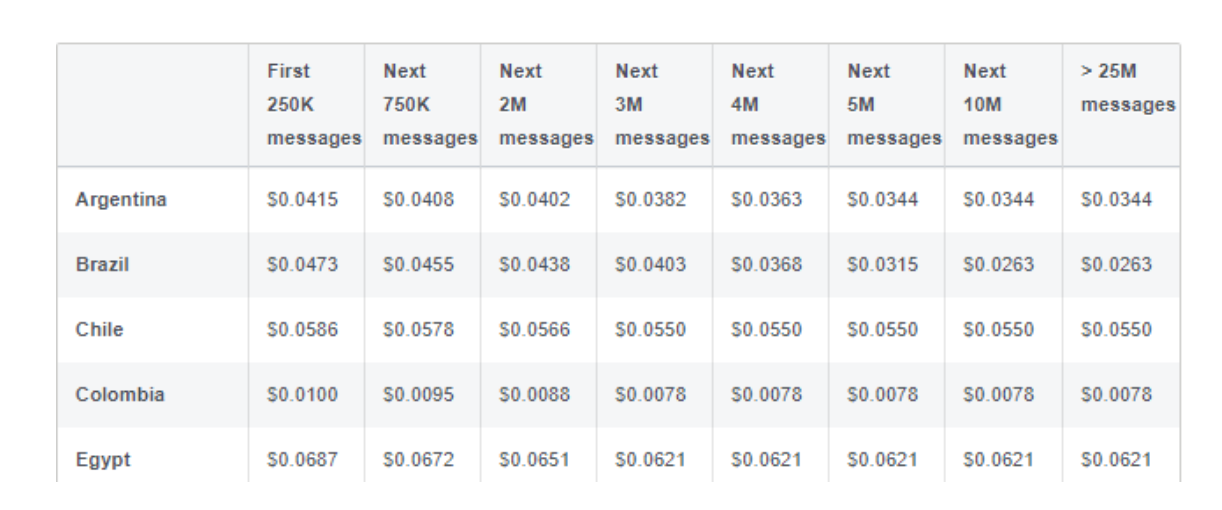 First Next Next Next Next Next Next > 25M
250K 750K 2M 3M 4M 5M 10M messages
messages messages messages messages messages messages messages
Argentina $0.0415 $0.0408 $0.0402 $0.0382 $0.0363 $0.0344 $0.0344 $0.0344
Brazil $0.0473 $0.0455 $0.0438 $0.0403 $0.0368 $0.0315 $0.0263 $0.0263
Chile $0.0586 $0.0578 $0.0566 $0.0550 $0.0550 $0.0550 $0.0550 $0.0550
Colombia $0.0100 $0.0095 $0.0088 $0.0078 $0.0078 $0.0078 $0.0078 $0.0078
Egypt $0.0687 $0.0672 $0.0651 $0.0621 $0.0621 $0.0621 $0.0621 $0.0621